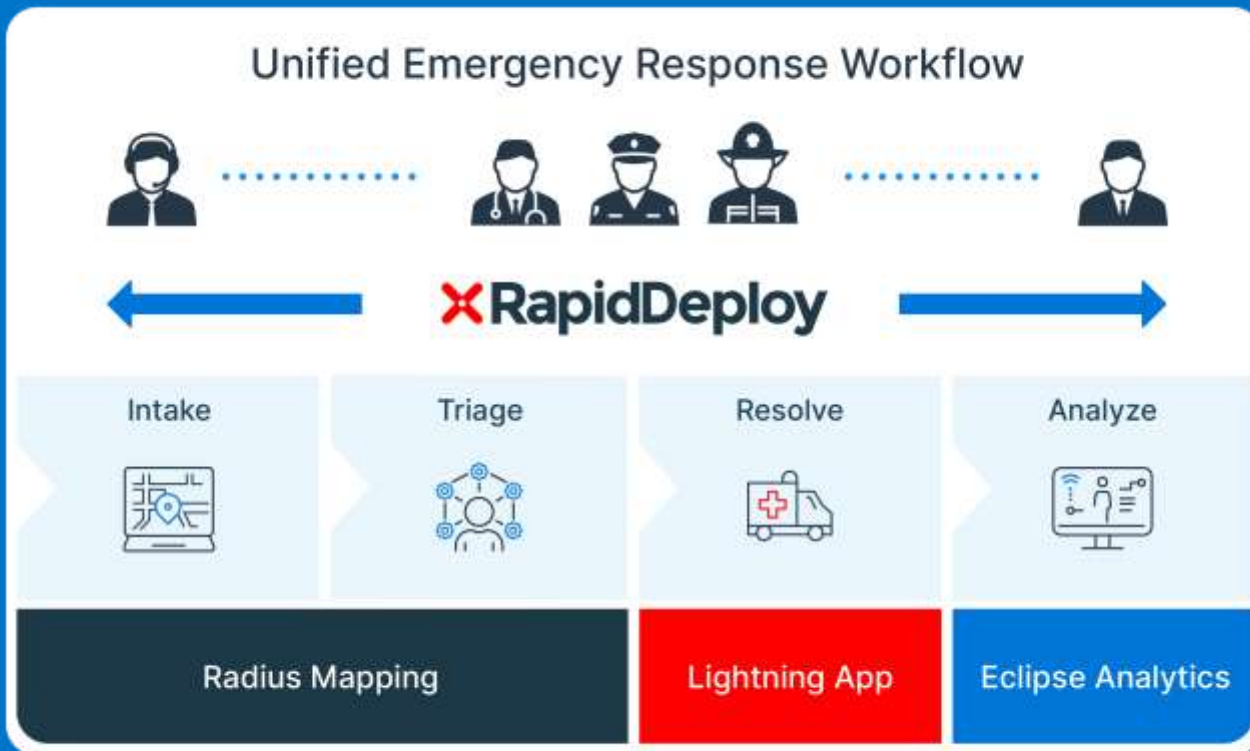 Unified Emergency Response Workflow
RapidDeploy
Intake
Triage
Resolve
Analyze
Radius Mapping
Lightning App
Eclipse Analytics